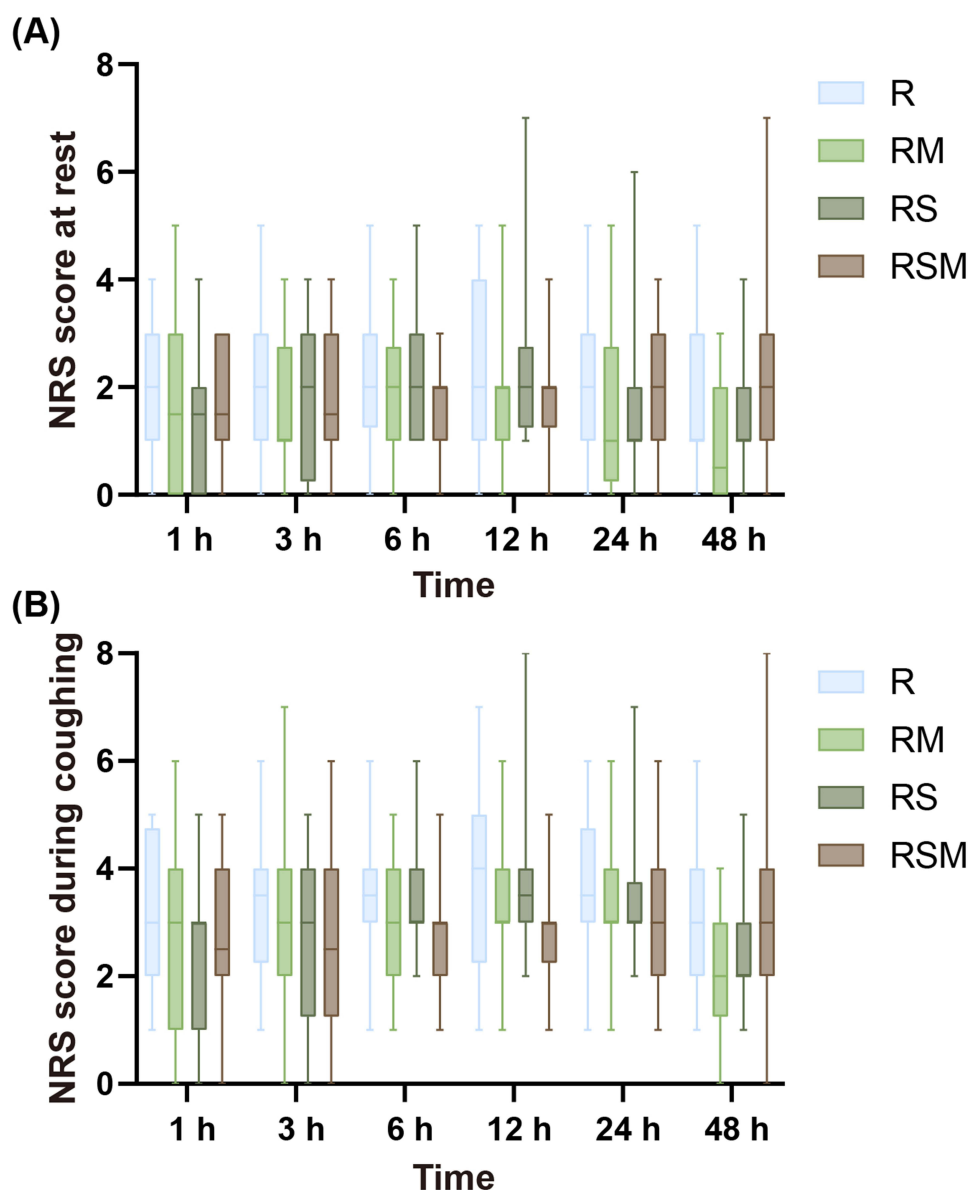 (A)
NRS score at rest
8
6
4
2
0
1 h 3 h 6 h 12 h 24 h 48 h
Time
R
RM
RS
RSM
(B)
NRS score during coughing
8
6
4
2
0
1 h 3 h 6 h 12 h 24 h 48 h
Time
R
RM
RS
RSM